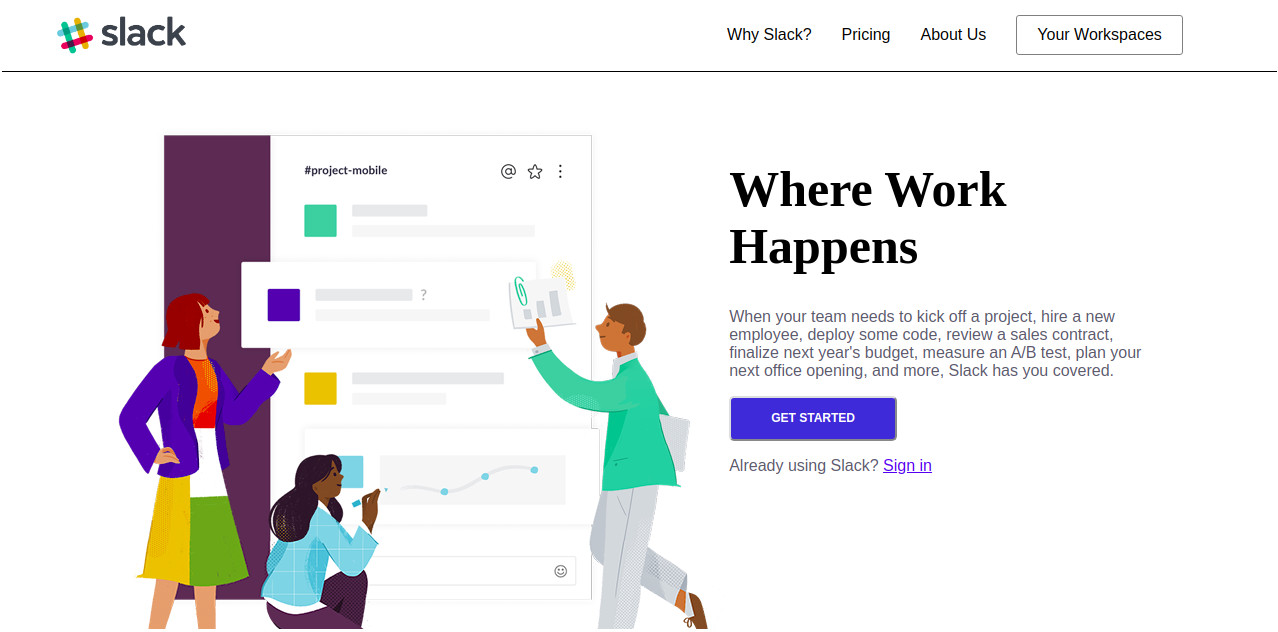 slack
Why Slack? Pricing About Us Your Workspaces
#project-mobile
?
Where Work
Happens
When your team needs to kick off a project, hire a new
employee, deploy some code, review a sales contract,
finalize next year's budget, measure an A/B test, plan your
next office opening, and more, Slack has you covered.
GET STARTED
Already using Slack? Sign in